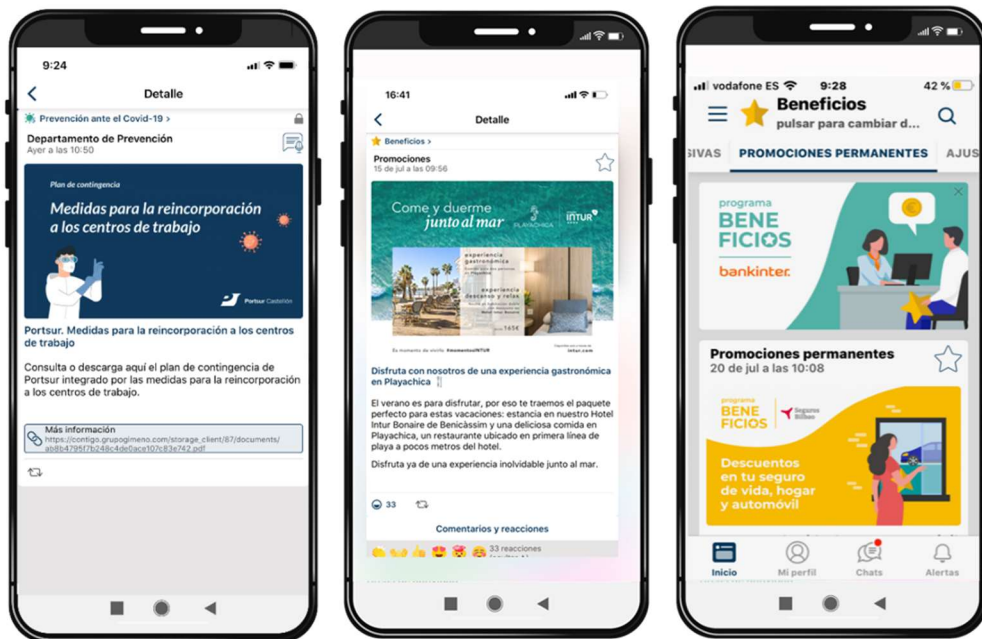 9:24
Detalle
Prevención ante el Covid-19 >
Departamento de Prevención
Ayer a las 10:50
Plan de contingencia
Medidas para la reincorporación
a los centros de trabajo
Portsur Castellón
Portsur. Medidas para la reincorporación a los centros
de trabajo
Consulta o descarga aquí el plan de contingencia de
Portsur integrado por las medidas para la reincorporación
a los centros de trabajo.
Más información
https://contigo.grupogimeno.com/storage_client/87/documents/
ab8b4795f7b248c4de0ace107c83e742.pdf
16:41
Detalle
Beneficios >
Promociones
15 de jul a las 09:56
Come y duerme
junto al mar
PLAYACHICA
intur
experiencia
gastronómica
experiencia
descanso y relax
165€
Es momento de vivirlo #momentosINTUR
intur.com
Disfruta con nosotros de una experiencia gastronómica
en Playachica
El verano es para disfrutar, por eso te traemos el paquete
perfecto para estas vacaciones: estancia en nuestro Hotel
Intur Bonaire de Benicàssim y una deliciosa comida en
Playachica, un restaurante ubicado en primera línea de
playa a pocos metros del hotel.
Disfruta ya de una experiencia inolvidable junto al mar.
33
Comentarios y reacciones
33 reacciones
vodafone ES 9:28 42 %
Beneficios
pulsar para cambiar d...
SIVAS PROMOCIONES PERMANENTES AJUS
programa
BENE
FICIOS
bankinter.
Promociones permanentes
20 de jul a las 10:08
programa
BENE
FICIOS
Seguros
Bilbao
Descuentos
en tu seguro
de vida, hogar
y automóvil
Inicio Mi perfil Chats Alertas